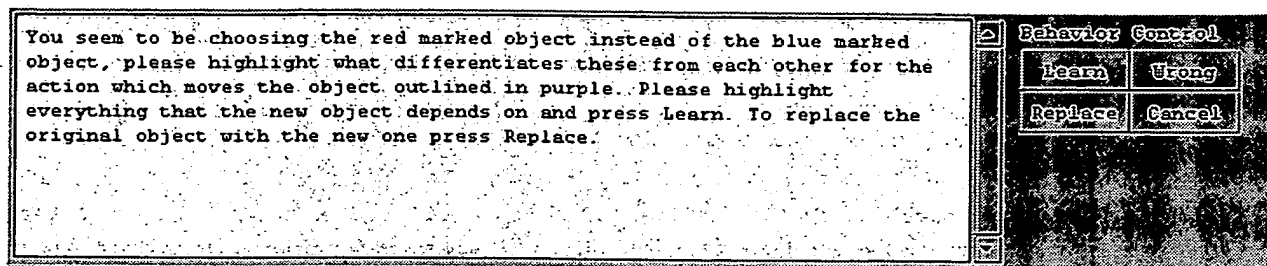 You seem to be choosing the red marked object instead of the blue marked
object, please highlight what differentiates these from each other for the
action which moves the object outlined in purple. Please highlight
everything that the new object depends on and press Learn. To replace the
original object with the new one press Replace.
Behavior Control
Learn Wrong
Replace Cancel